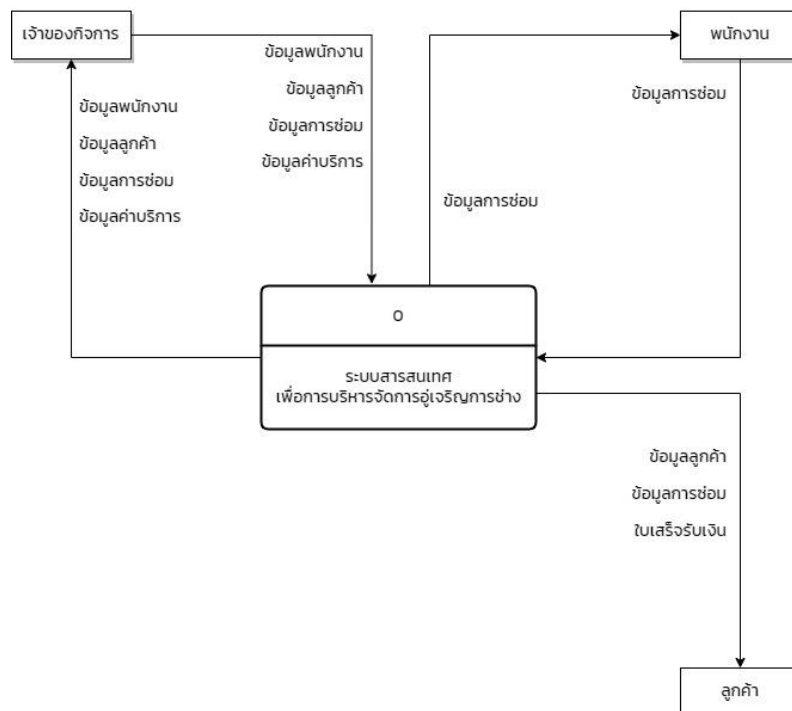 เจ้าของกิจการ
พนักงาน
ข้อมูลพนักงาน
ข้อมูลลูกค้า
ข้อมูลการซ่อม
ข้อมูลค่าบริการ
ข้อมูลพนักงาน
ข้อมูลลูกค้า
ข้อมูลการซ่อม
ข้อมูลค่าบริการ
ข้อมูลการซ่อม
ข้อมูลการซ่อม
0
ระบบสารสนเทศ
เพื่อการบริหารจัดการอู่เจริญการช่าง
ข้อมูลลูกค้า
ข้อมูลการซ่อม
ใบเสร็จรับเงิน
ลูกค้า